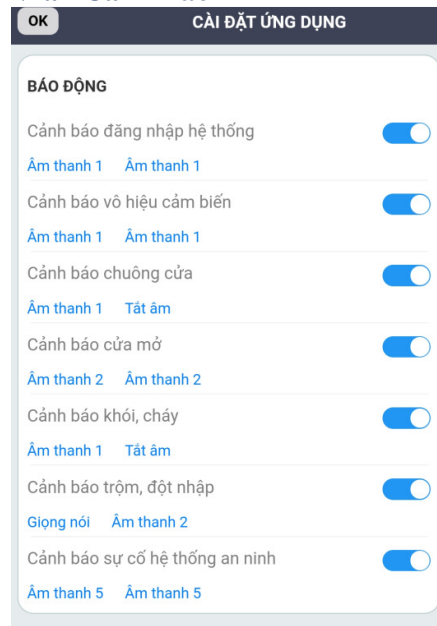 OK CÀI ĐẶT ỨNG DỤNG
BÁO ĐỘNG
Cảnh báo đăng nhập hệ thống
Âm thanh 1 Âm thanh 1
Cảnh báo vô hiệu cảm biến
Âm thanh 1 Âm thanh 1
Cảnh báo chuông cửa
Âm thanh 1 Tắt âm
Cảnh báo cửa mở
Âm thanh 2 Âm thanh 2
Cảnh báo khói, cháy
Âm thanh 1 Tắt âm
Cảnh báo trộm, đột nhập
Giọng nói Âm thanh 2
Cảnh báo sự cố hệ thống an ninh
Âm thanh 5 Âm thanh 5